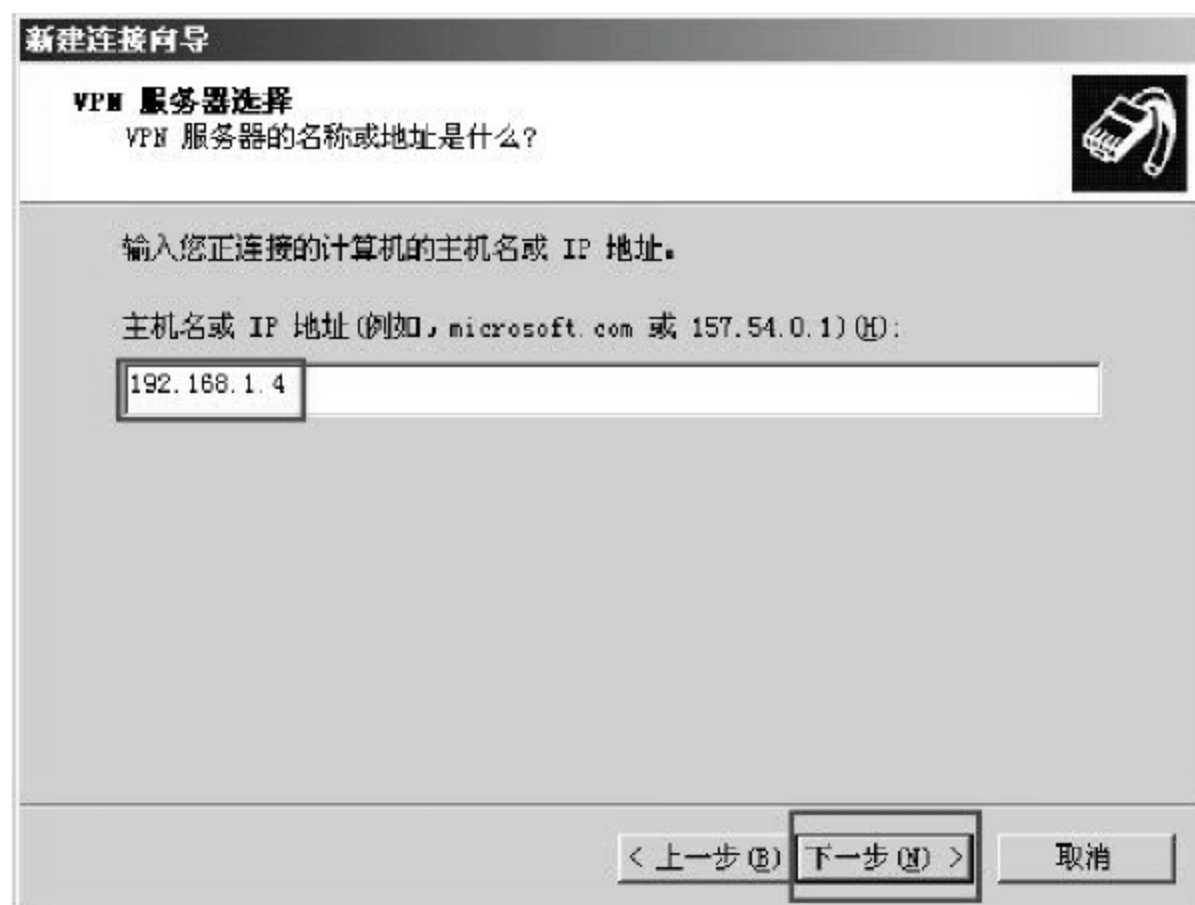 新建连接向导
VPN 服务器选择
VPN 服务器的名称或地址是什么?
输入您正连接的计算机的主机名或 IP 地址。
主机名或 IP 地址(例如，microsoft.com 或 157.54.0.1)(H):
192.168.1.4
< 上一步(B) 下一步(N) > 取消